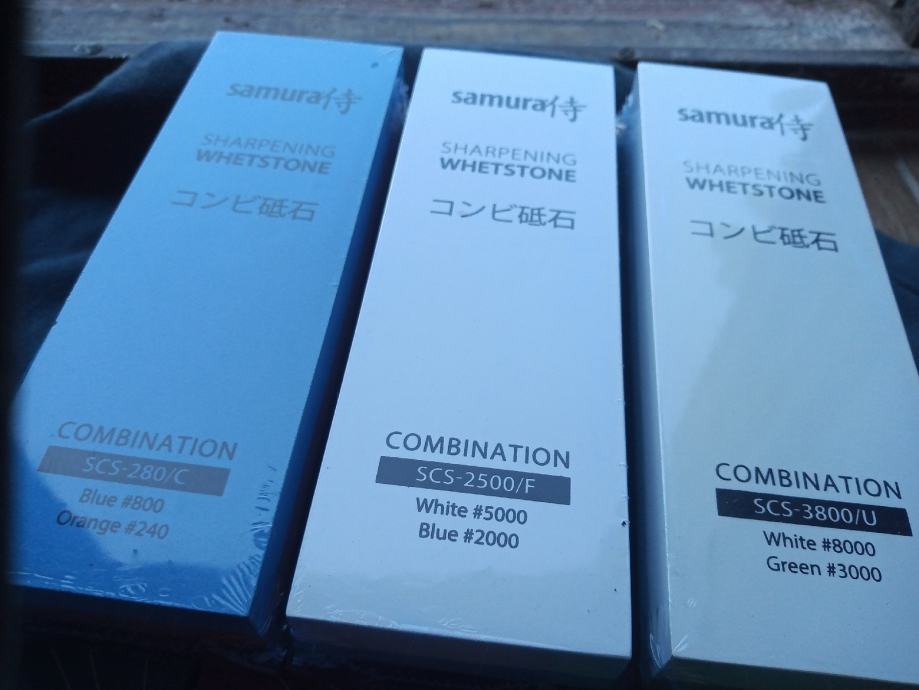 samura侍
SHARPENING
WHETSTONE
コンビ砥石
COMBINATION
SCS-280/C
Blue #800
Orange #240
samura侍
SHARPENING
WHETSTONE
コンビ砥石
COMBINATION
SCS-2500/F
White #5000
Blue #2000
samura侍
SHARPENING
WHETSTONE
コンビ砥石
COMBINATION
SCS-3800/U
White #8000
Green #3000